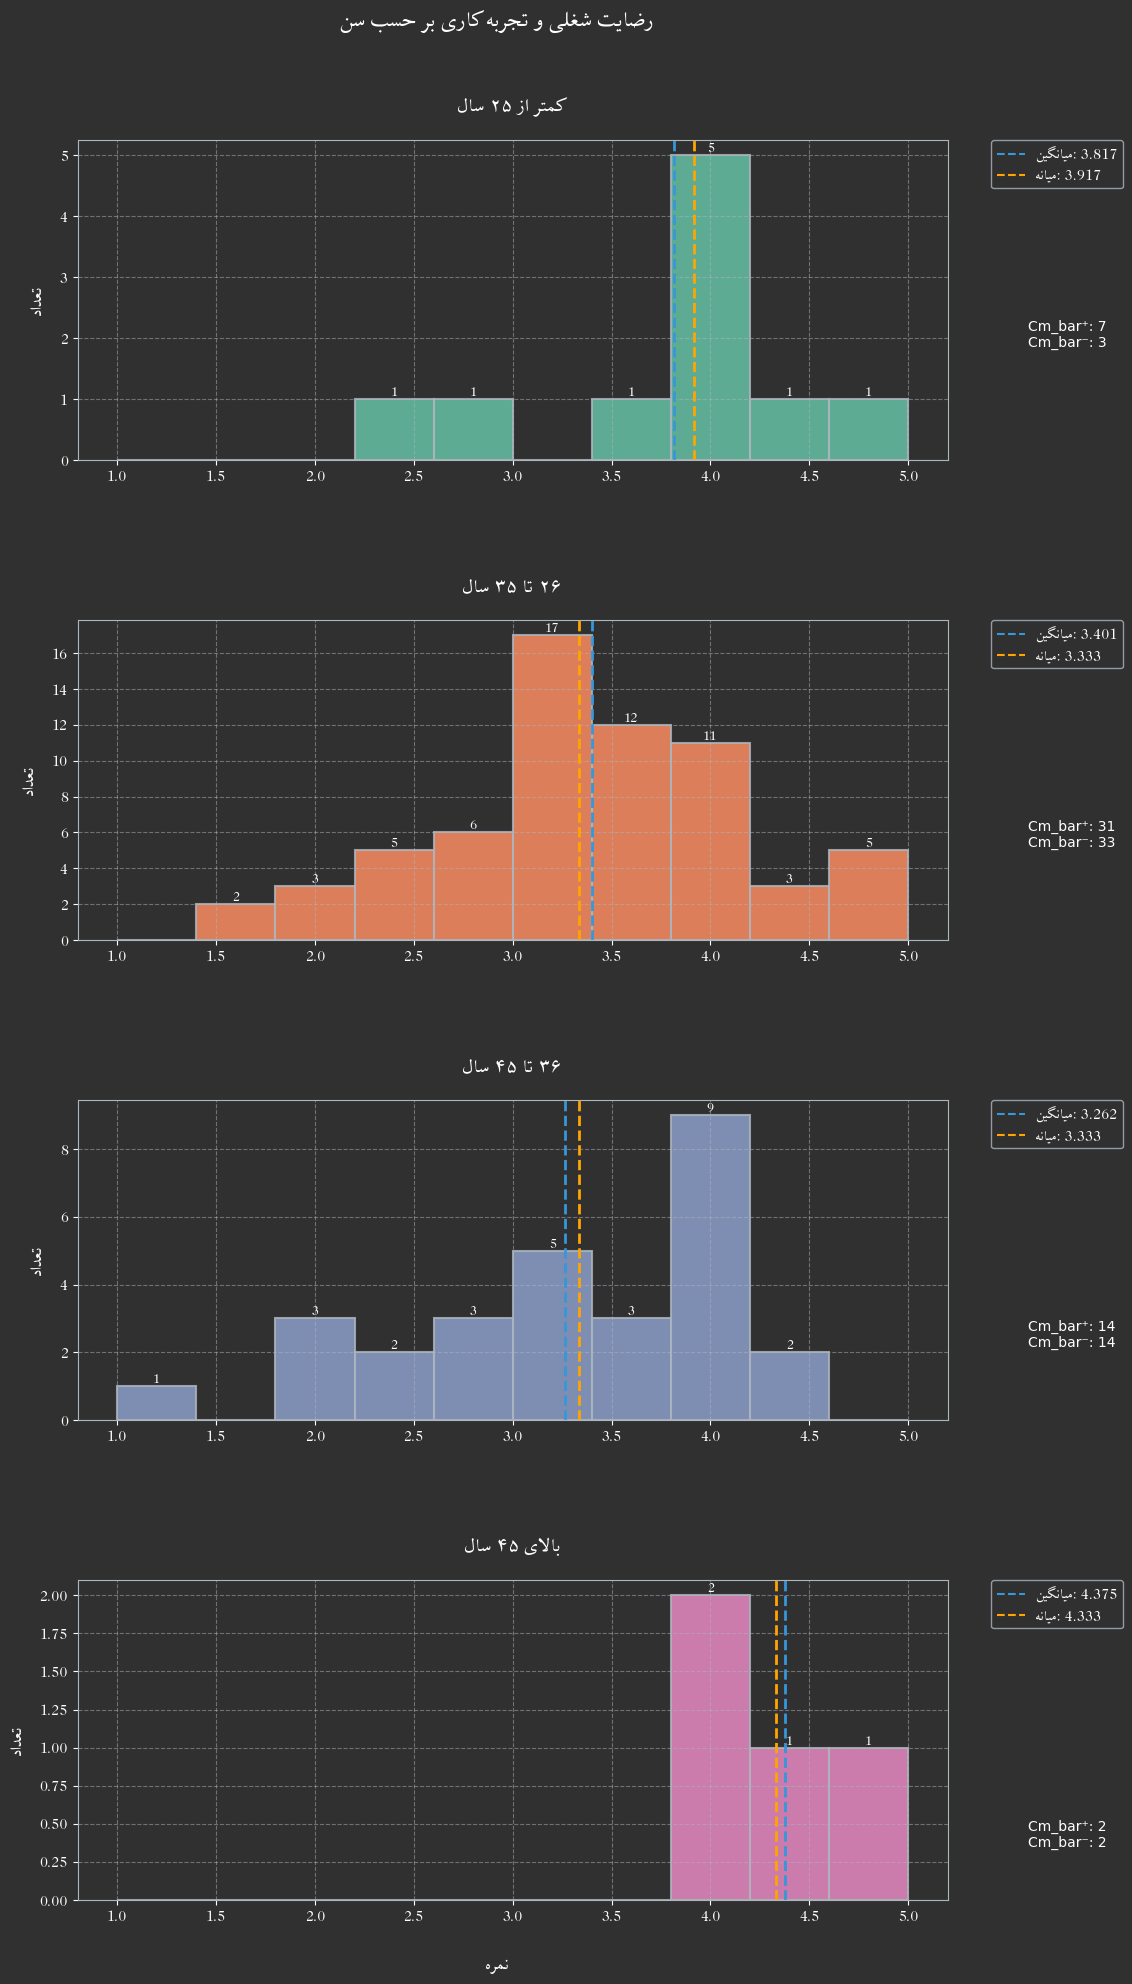 رضایت شغلی و تجربه کاری بر حسب سن
کمتر از ۲۵ سال
تعداد
5
4
3
2
1
0
1
1
1
5
1
1
1.0 1.5 2.0 2.5 3.0 3.5 4.0 4.5 5.0
میانگین: 3.817
میانه: 3.917
Cm_bar⁺: 7
Cm_bar⁻: 3
۲۶ تا ۳۵ سال
تعداد
16
14
12
10
8
6
4
2
0
2
3
5
6
17
12
11
3
5
1.0 1.5 2.0 2.5 3.0 3.5 4.0 4.5 5.0
میانگین: 3.401
میانه: 3.333
Cm_bar⁺: 31
Cm_bar⁻: 33
۳۶ تا ۴۵ سال
تعداد
8
6
4
2
0
1
3
2
3
5
3
9
2
1.0 1.5 2.0 2.5 3.0 3.5 4.0 4.5 5.0
میانگین: 3.262
میانه: 3.333
Cm_bar⁺: 14
Cm_bar⁻: 14
بالای ۴۵ سال
تعداد
2.00
1.75
1.50
1.25
1.00
0.75
0.50
0.25
0.00
2
1
1
1.0 1.5 2.0 2.5 3.0 3.5 4.0 4.5 5.0
میانگین: 4.375
میانه: 4.333
Cm_bar⁺: 2
Cm_bar⁻: 2
نمره